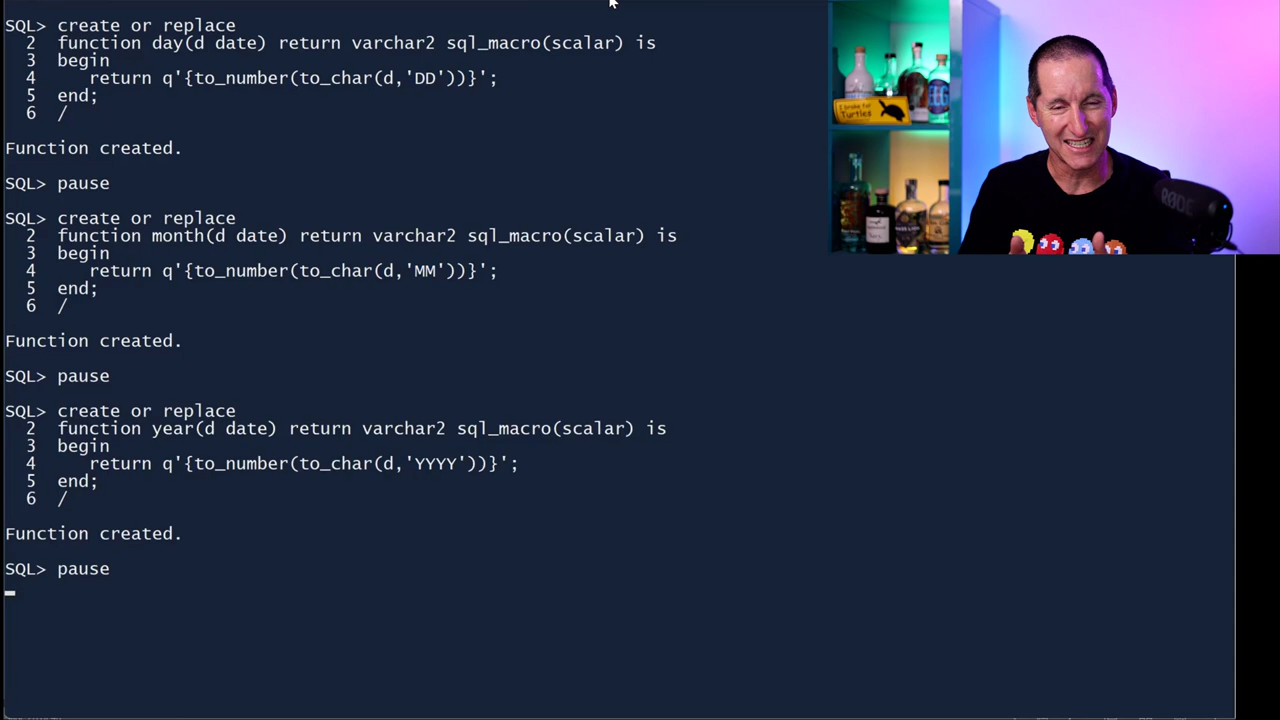 SQL> create or replace
2 function day(d date) return varchar2 sql_macro(scalar) is
3 begin
4 return q'{to_number(to_char(d,'DD'))}';
5 end;
6 /
Function created.
SQL> pause
SQL> create or replace
2 function month(d date) return varchar2 sql_macro(scalar) is
3 begin
4 return q'{to_number(to_char(d,'MM'))}';
5 end;
6 /
Function created.
SQL> pause
SQL> create or replace
2 function year(d date) return varchar2 sql_macro(scalar) is
3 begin
4 return q'{to_number(to_char(d,'YYYY'))}';
5 end;
6 /
Function created.
SQL> pause
I brake for
Turtles
RODE